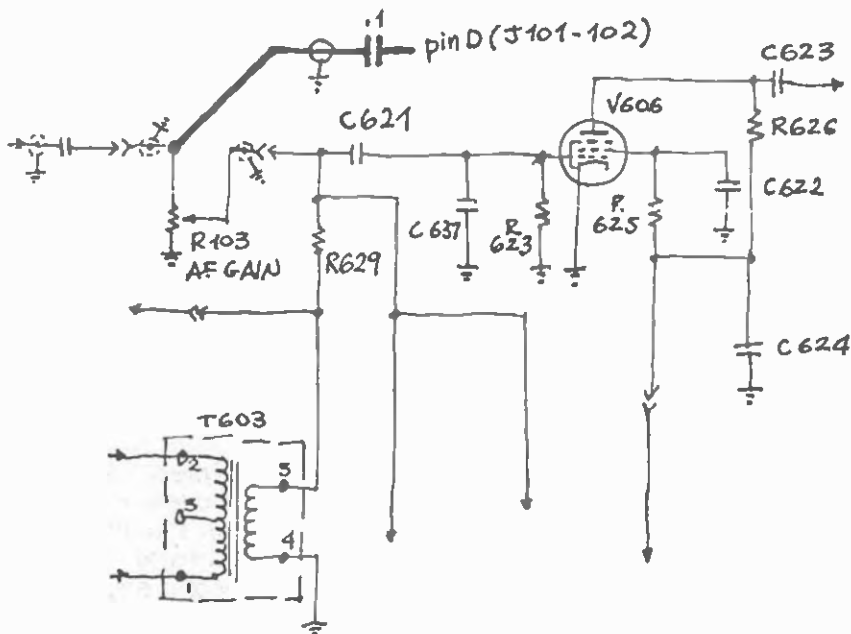 .1
pin D (J101-102)
C623
V606
C621
R626
C622
R103
AF GAIN
R629
C637
R
623
R
625
C624
T603
2
3
5
4
1